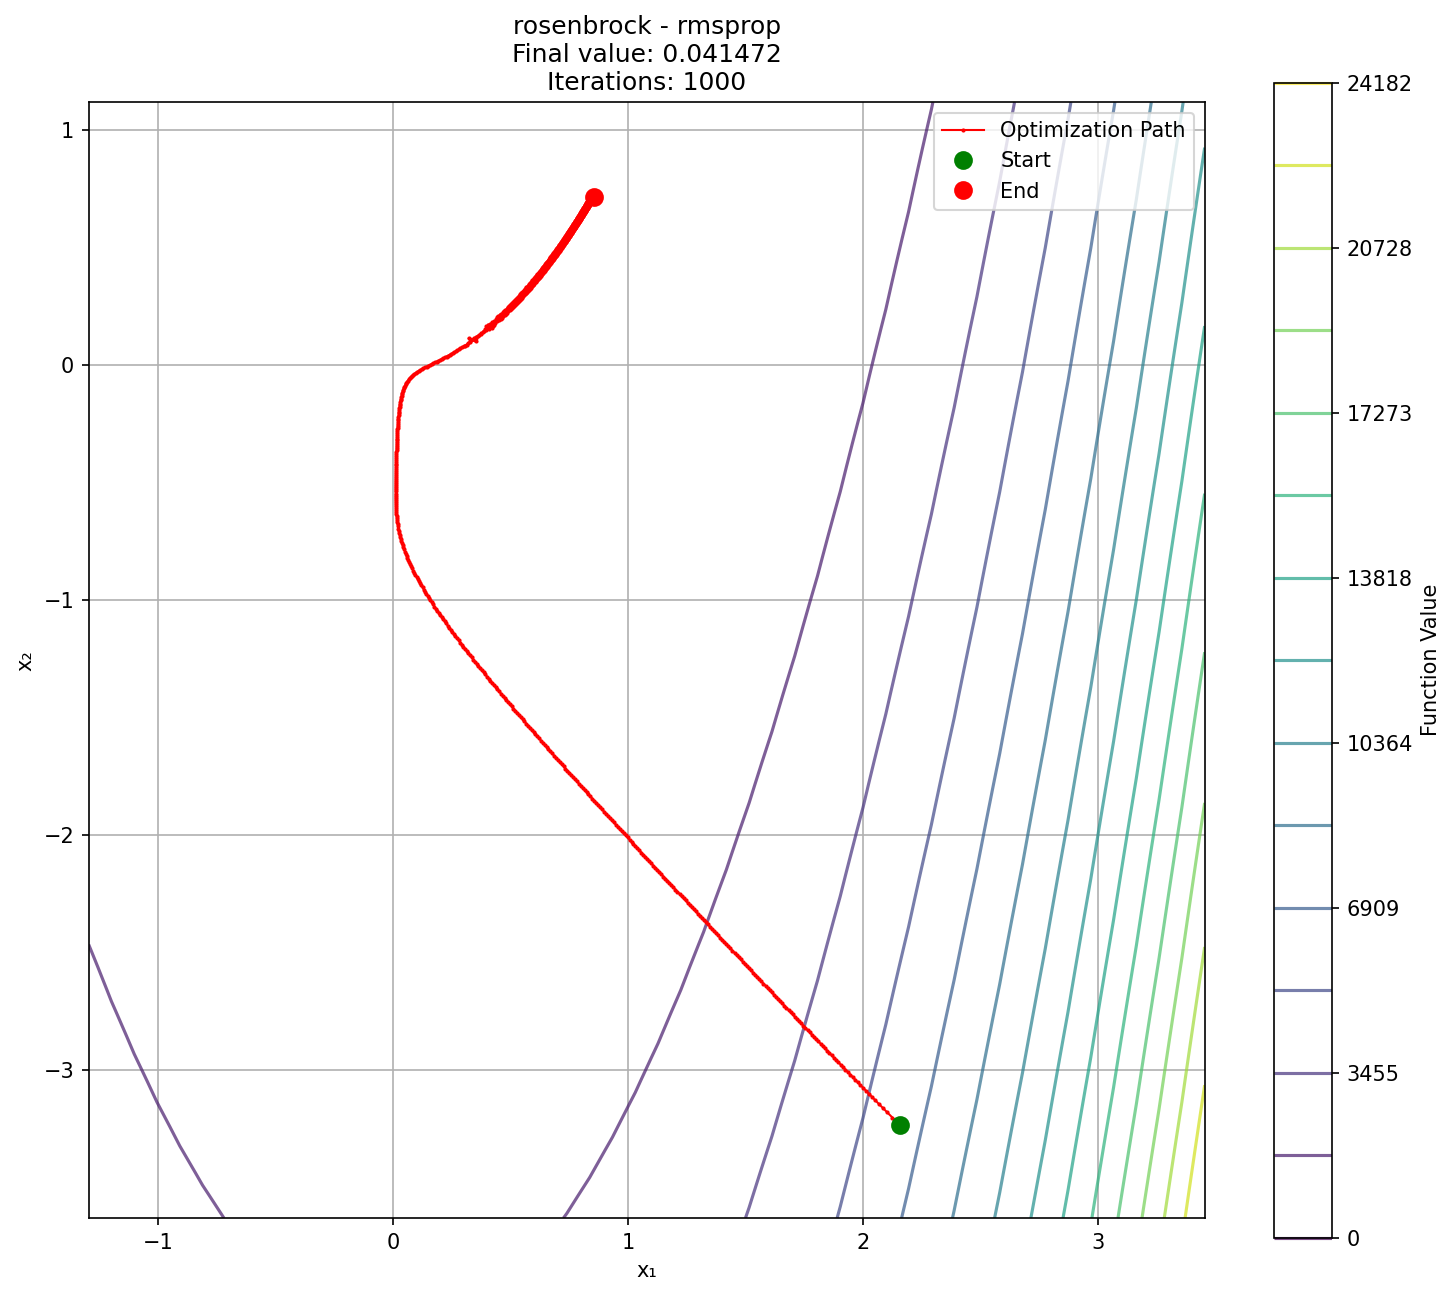 rosenbrock - rmsprop
Final value: 0.041472
Iterations: 1000
Optimization Path
Start
End
1
0
−1
−2
−3
x₂
−1
0
1
2
3
x₁
24182
20728
17273
13818
10364
6909
3455
0
Function Value